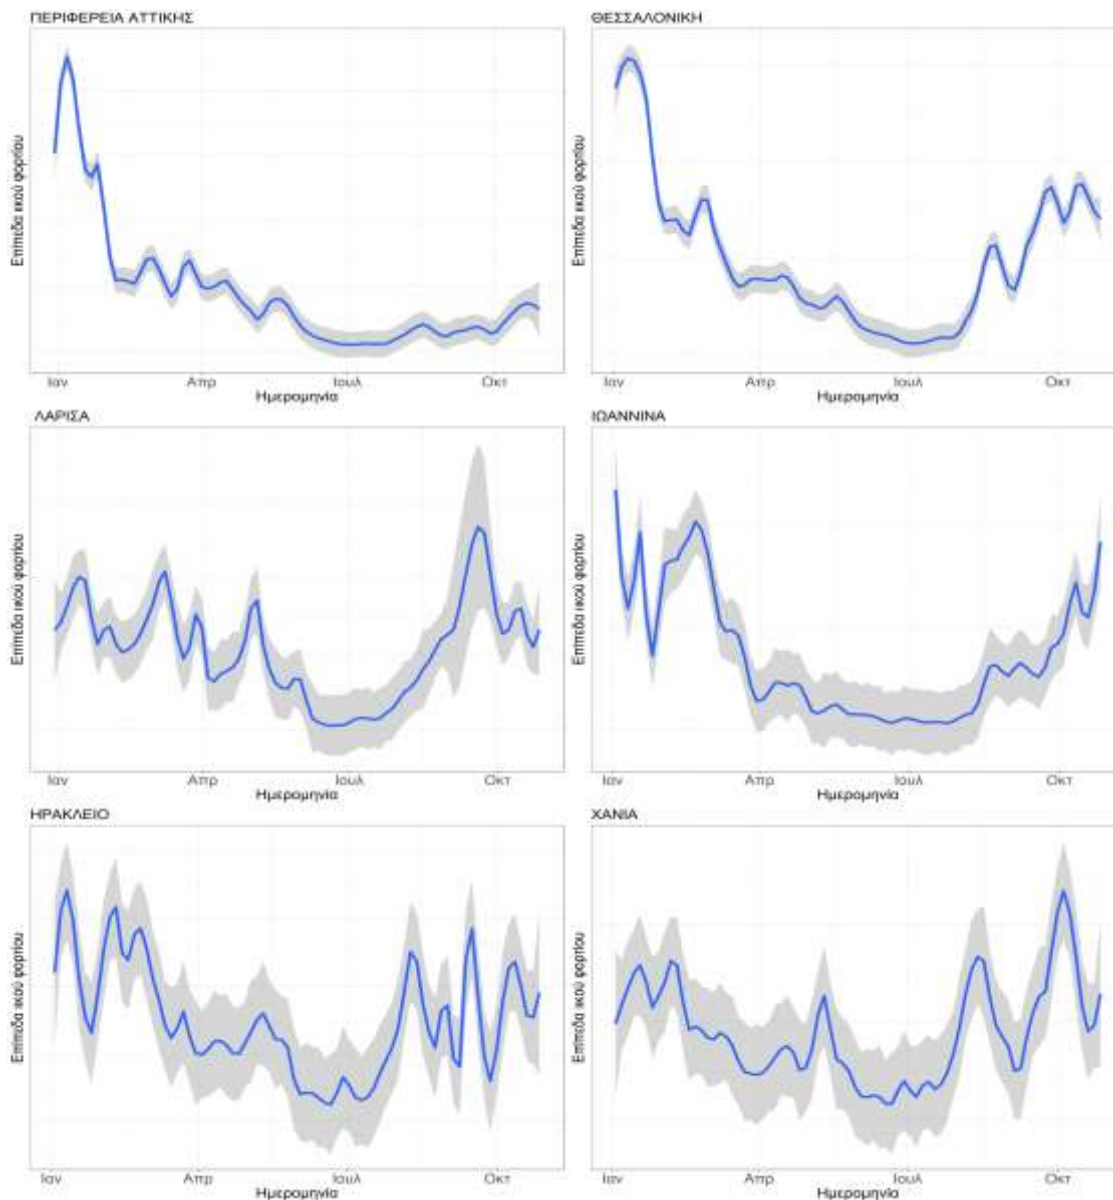 ΠΕΡΙΦΕΡΕΙΑ ΑΤΤΙΚΗΣ
Επίπεδα ιικού φορτίου
Ιαν Απρ Ιουλ Οκτ
Ημερομηνία
ΘΕΣΣΑΛΟΝΙΚΗ
Επίπεδα ιικού φορτίου
Ιαν Απρ Ιουλ Οκτ
Ημερομηνία
ΛΑΡΙΣΑ
Επίπεδα ιικού φορτίου
Ιαν Απρ Ιουλ Οκτ
Ημερομηνία
ΙΩΑΝΝΙΝΑ
Επίπεδα ιικού φορτίου
Ιαν Απρ Ιουλ Οκτ
Ημερομηνία
ΗΡΑΚΛΕΙΟ
Επίπεδα ιικού φορτίου
Ιαν Απρ Ιουλ Οκτ
Ημερομηνία
ΧΑΝΙΑ
Επίπεδα ιικού φορτίου
Ιαν Απρ Ιουλ Οκτ
Ημερομηνία